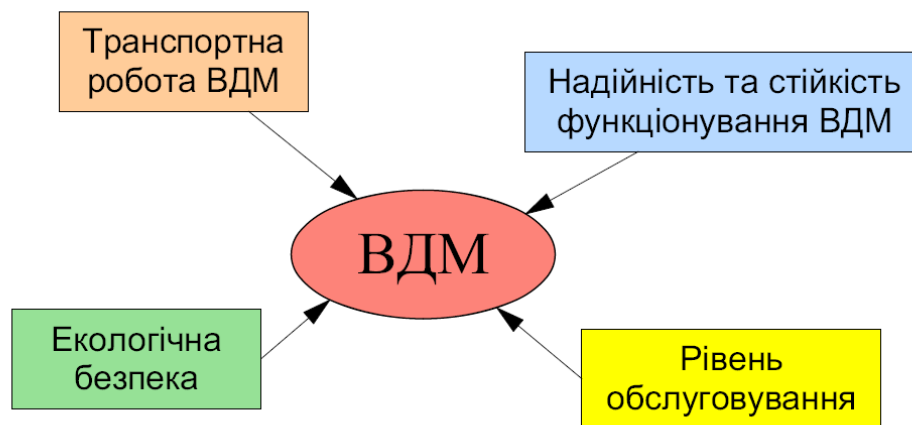 Транспортна
робота ВДМ
Надійність та стійкість
функціонування ВДМ
ВДМ
Екологічна
безпека
Рівень
обслуговування